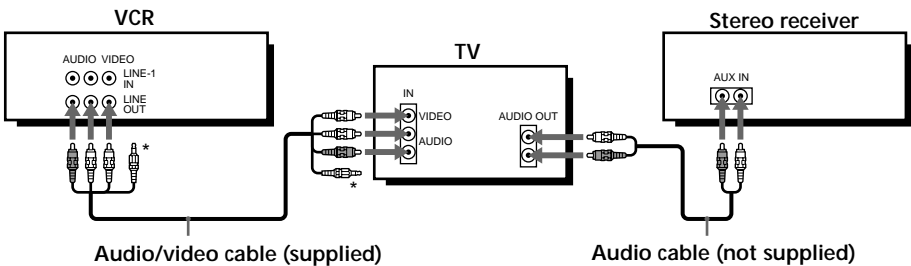 VCR
AUDIO VIDEO
LINE-1
IN
LINE
OUT
*
TV
IN
VIDEO
AUDIO
AUDIO OUT
*
Stereo receiver
AUX IN
Audio/video cable (supplied)
Audio cable (not supplied)